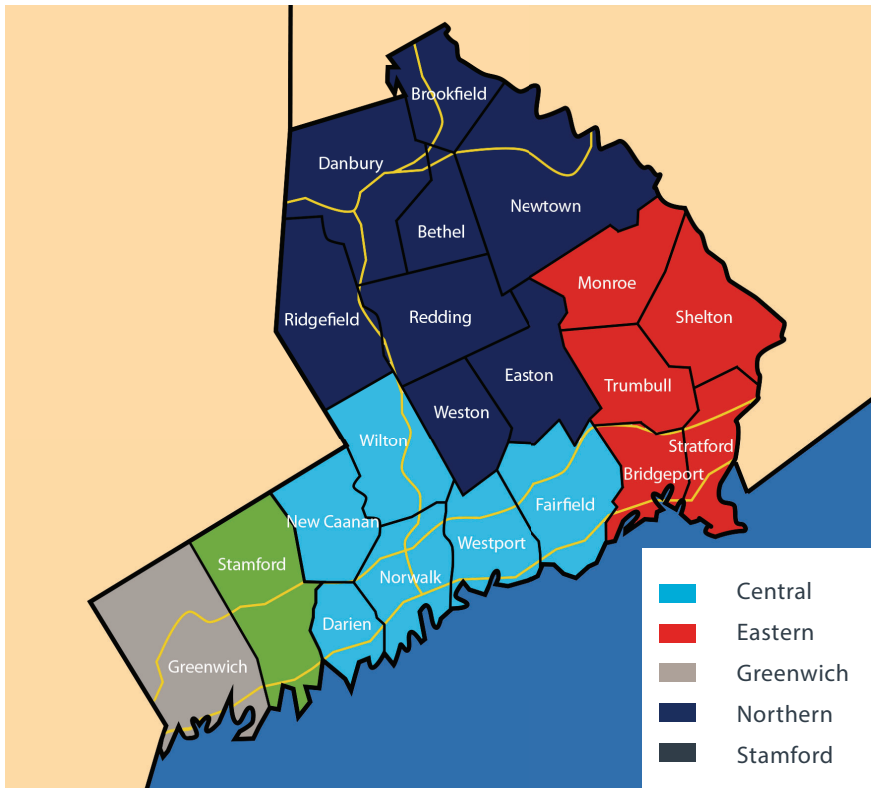 Brookfield
Danbury
Newtown
Bethel
Monroe
Ridgefield
Redding
Shelton
Easton
Trumbull
Weston
Wilton
Stratford
Bridgeport
Fairfield
New Caanan
Westport
Stamford
Norwalk
Darien
Greenwich
Central
Eastern
Greenwich
Northern
Stamford